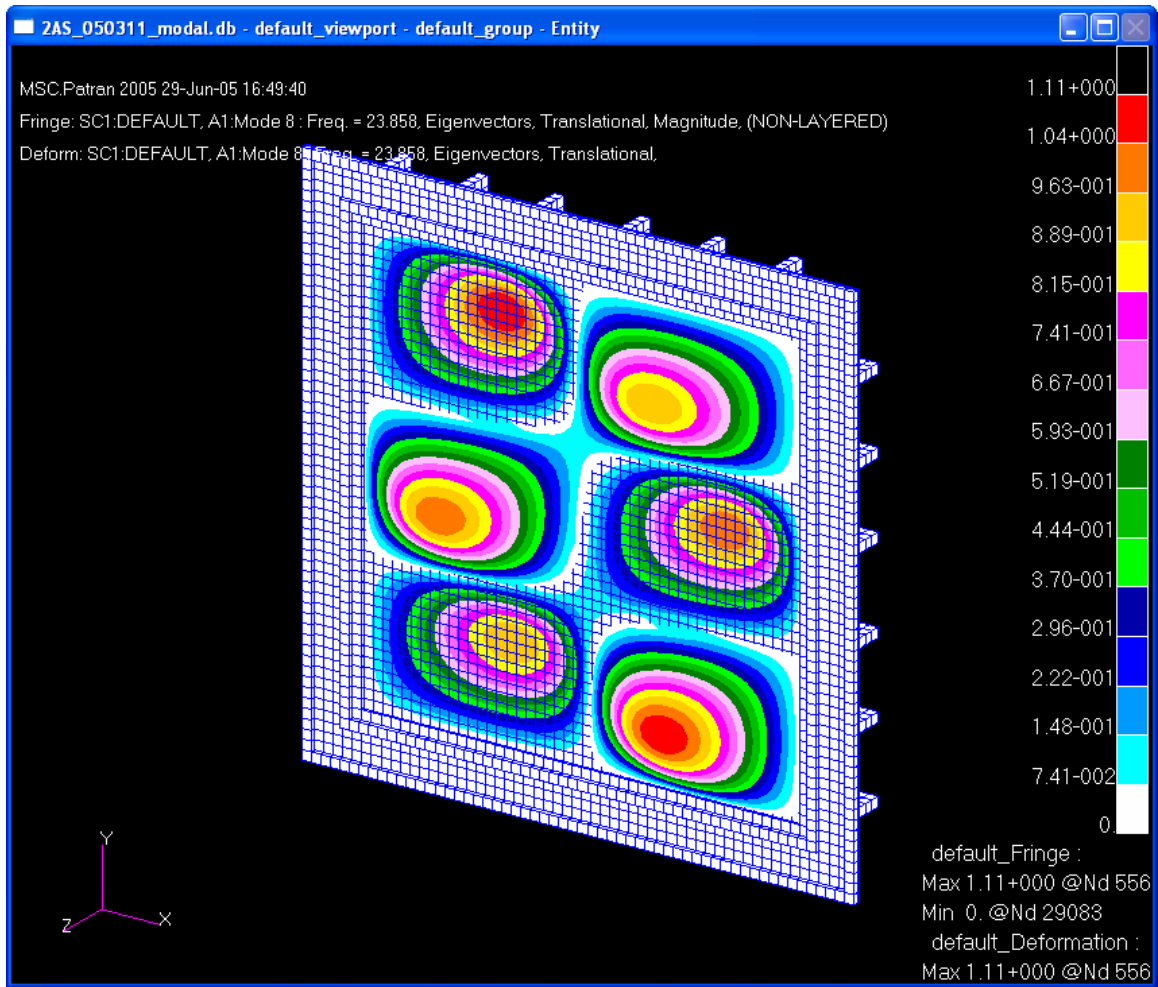 2AS_050311_modal.db - default_viewport - default_group - Entity
MSC.Patran 2005 29-Jun-05 16:49:40
Fringe: SC1:DEFAULT, A1:Mode 8 : Freq. = 23.858, Eigenvectors, Translational, Magnitude, (NON-LAYERED)
Deform: SC1:DEFAULT, A1:Mode 8 Freq. = 23.858, Eigenvectors, Translational,
1.11+000
1.04+000
9.63-001
8.89-001
8.15-001
7.41-001
6.67-001
5.93-001
5.19-001
4.44-001
3.70-001
2.96-001
2.22-001
1.48-001
7.41-002
0.
default_Fringe :
Max 1.11+000 @Nd 556
Min 0. @Nd 29083
default_Deformation :
Max 1.11+000 @Nd 556
Y
Z
X